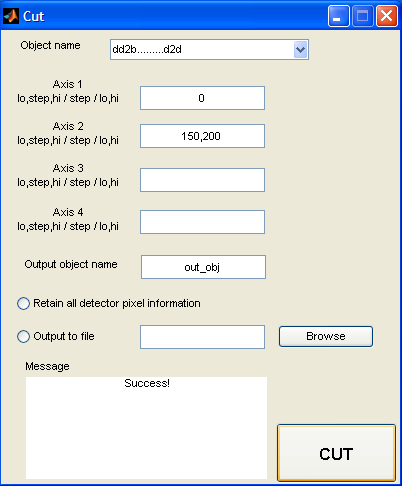 Cut
Object name
dd2b.........d2d
Axis 1
lo,step,hi / step / lo,hi
0
Axis 2
lo,step,hi / step / lo,hi
150,200
Axis 3
lo,step,hi / step / lo,hi
Axis 4
lo,step,hi / step / lo,hi
Output object name
out_obj
Retain all detector pixel information
Output to file
Browse
Message
Success!
CUT